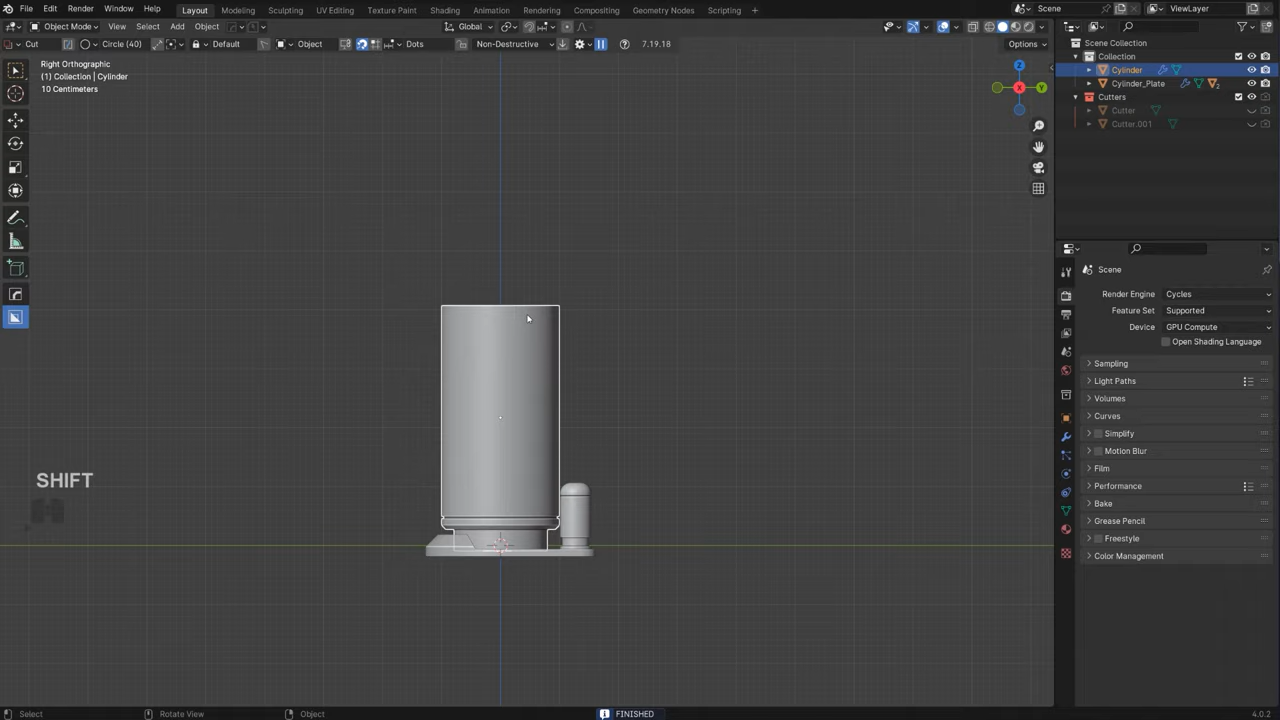 File Edit Render Window Help Layout Modeling Sculpting UV Editing Texture Paint Shading Animation Rendering Compositing Geometry Nodes Scripting Scene ViewLayer
Object Mode View Select Add Object Global
Cut Circle (40) Default Object Dots Non-Destructive 7.19.18 Options
Right Orthographic
(1) Collection | Cylinder
10 Centimeters
Z
X
Y
SHIFT
Scene Collection
Collection
Cylinder
Cylinder_Plate 2
Cutters
Cutter
Cutter.001
Scene
Render Engine Cycles
Feature Set Supported
Device GPU Compute
Open Shading Language
Sampling
Light Paths
Volumes
Curves
Simplify
Motion Blur
Film
Performance
Bake
Grease Pencil
Freestyle
Color Management
Select Rotate View Object FINISHED 4.0.2